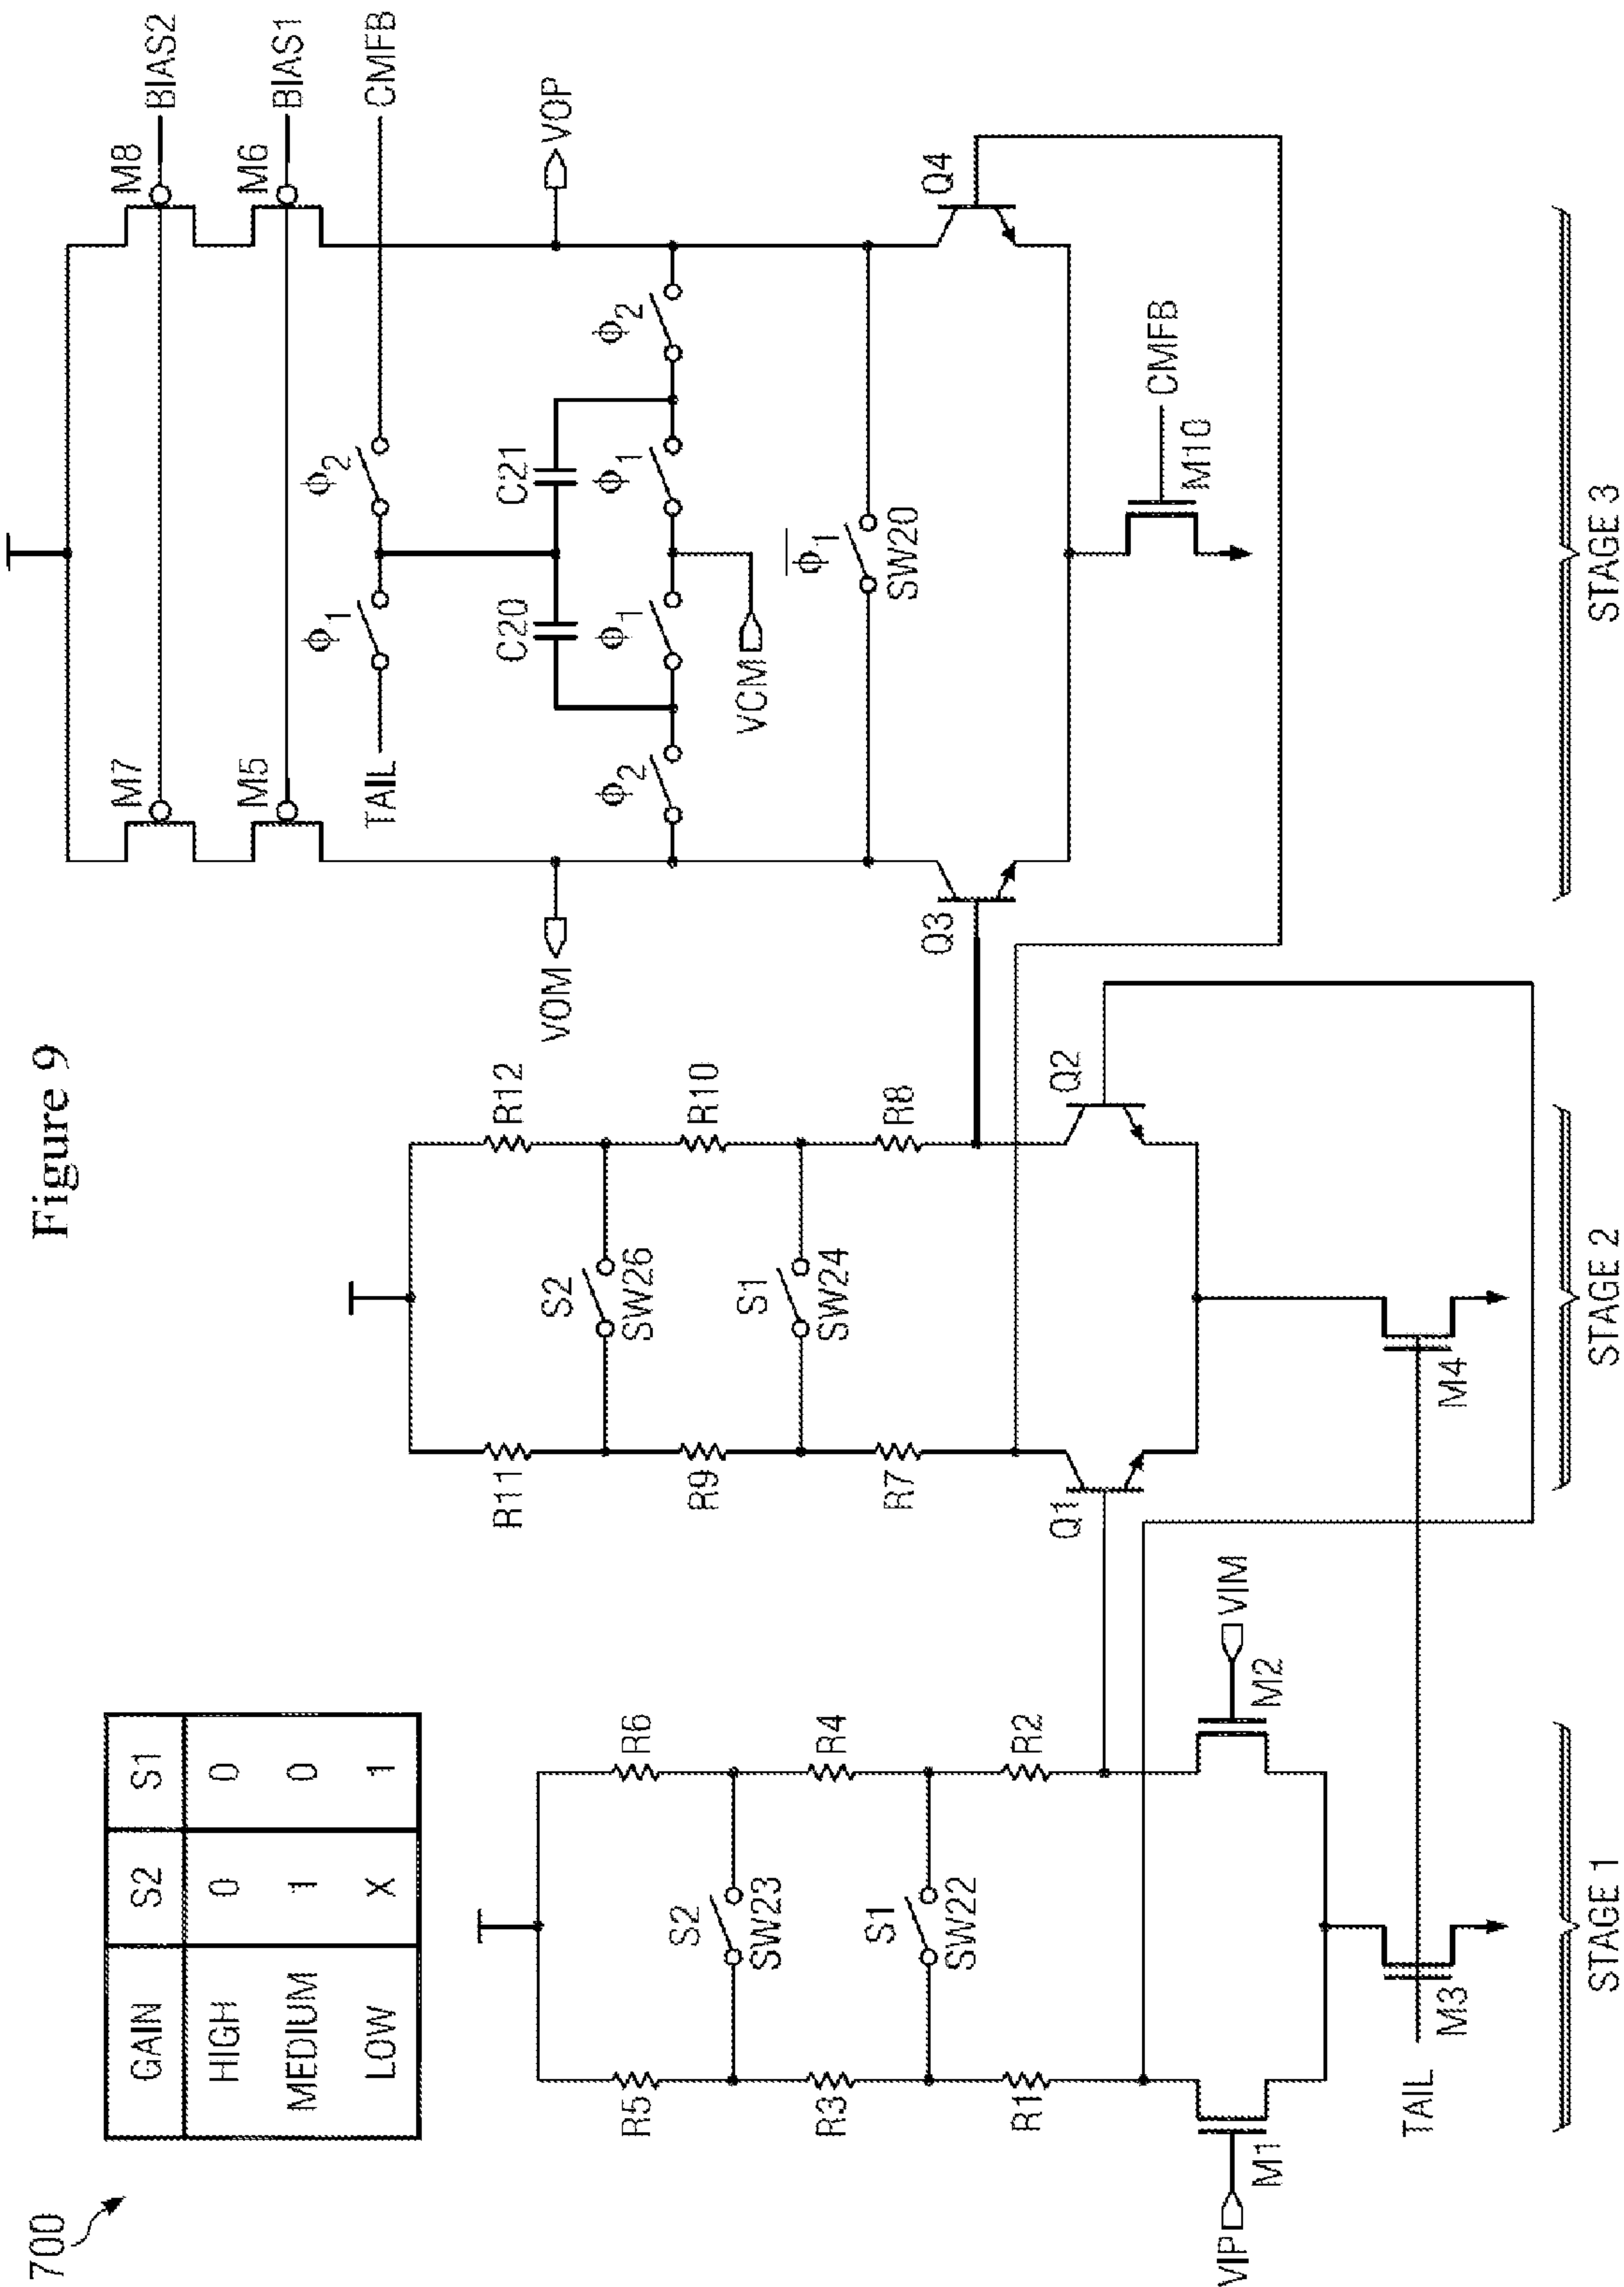 Figure 9
700
GAIN S2 S1
HIGH 0 0
MEDIUM 1 0
LOW X 1
R5
R6
S2
SW23
R3
R4
S1
SW22
R1
R2
VIP
M1
VIM
M2
TAIL
M3
STAGE 1
R11
R12
S2
SW26
R9
R10
S1
SW24
R7
R8
Q1
Q2
M4
STAGE 2
M7
M8
BIAS2
M5
M6
BIAS1
TAIL
ϕ1
ϕ2
CMFB
VOM
C20
C21
VOP
ϕ2
ϕ1
ϕ1
ϕ2
VCM
ϕ̅1
SW20
Q3
Q4
CMFB
M10
STAGE 3